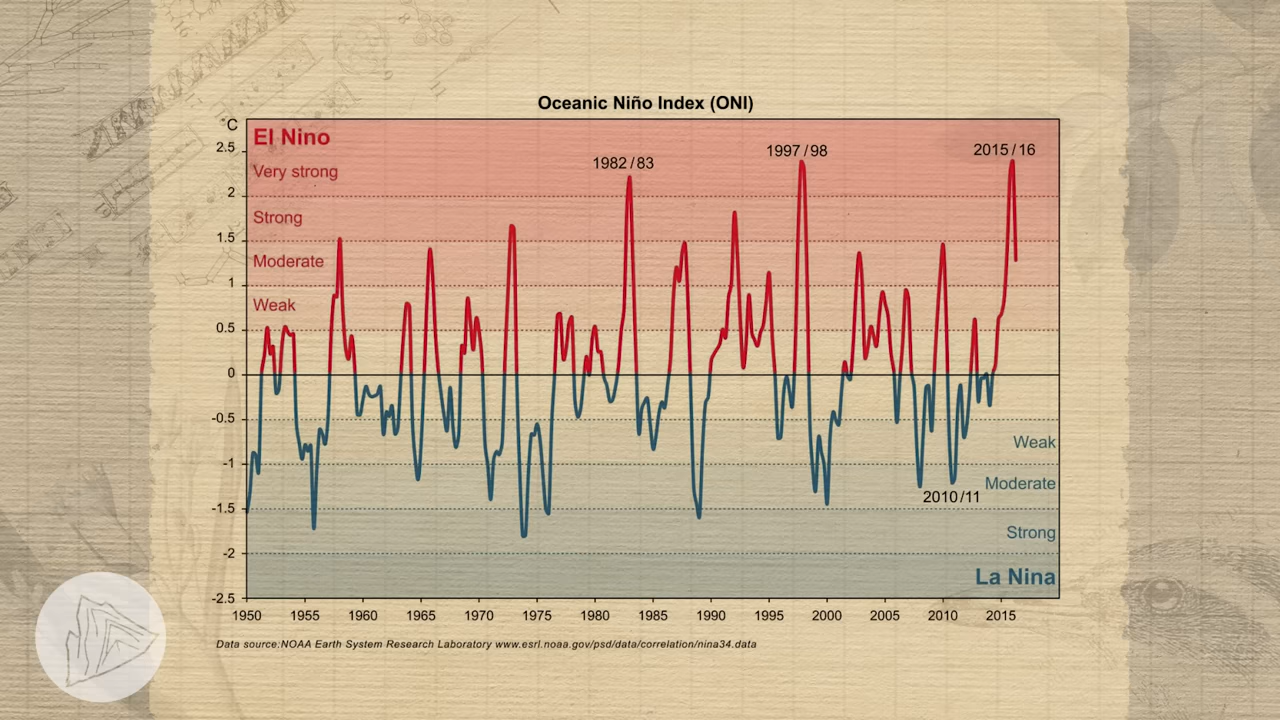 Oceanic Niño Index (ONI)
C
El Nino
2.5
1997 / 98
2015 / 16
1982 / 83
Very strong
2
Strong
1.5
Moderate
1
Weak
0.5
0
-0.5
Weak
-1
Moderate
2010 / 11
-1.5
Strong
-2
La Nina
-2.5
1950 1955 1960 1965 1970 1975 1980 1985 1990 1995 2000 2005 2010 2015
Data source:NOAA Earth System Research Laboratory www.esrl.noaa.gov/psd/data/correlation/nina34.data